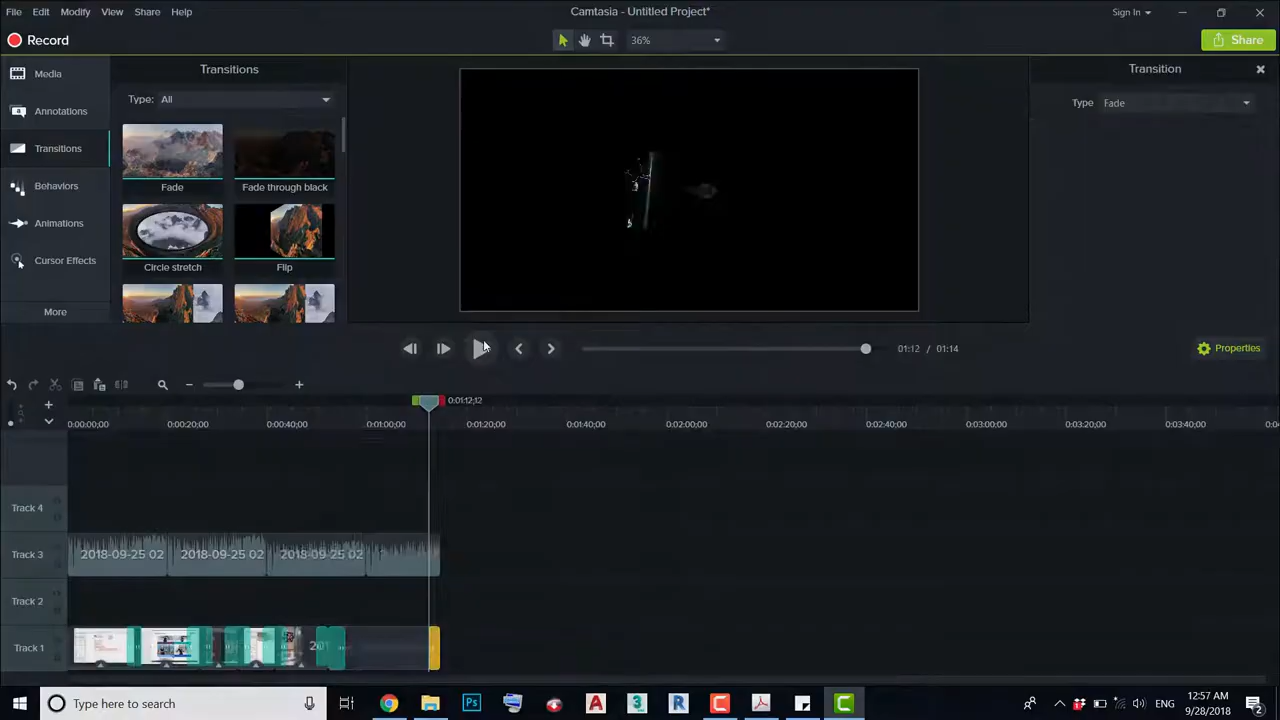 File Edit Modify View Share Help
Camtasia - Untitled Project*
Sign In
Record
36%
Share
Media
Annotations
Transitions
Behaviors
Animations
Cursor Effects
More
Transitions
Type: All
Fade
Fade through black
Circle stretch
Flip
Transition
Type Fade
01:12 / 01:14
Properties
0:01:12;12
0:00:00;00 0:00:20;00 0:00:40;00 0:01:00;00 0:01:20;00 0:01:40;00 0:02:00;00 0:02:20;00 0:02:40;00 0:03:00;00 0:03:20;00 0:03:40;00
Track 4
Track 3
2018-09-25 02 2018-09-25 02 2018-09-25 02
Track 2
Track 1
201
Type here to search
12:57 AM
9/28/2018